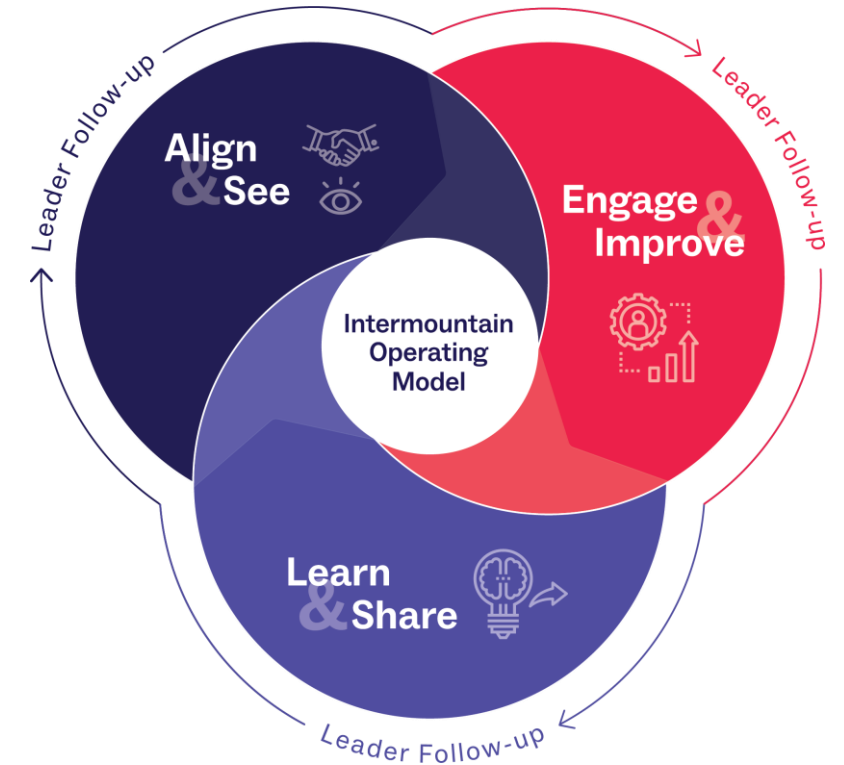 Leader Follow-up
Align
& See
Leader Follow-up
Engage &
Improve
Intermountain
Operating
Model
Learn
& Share
Leader Follow-up